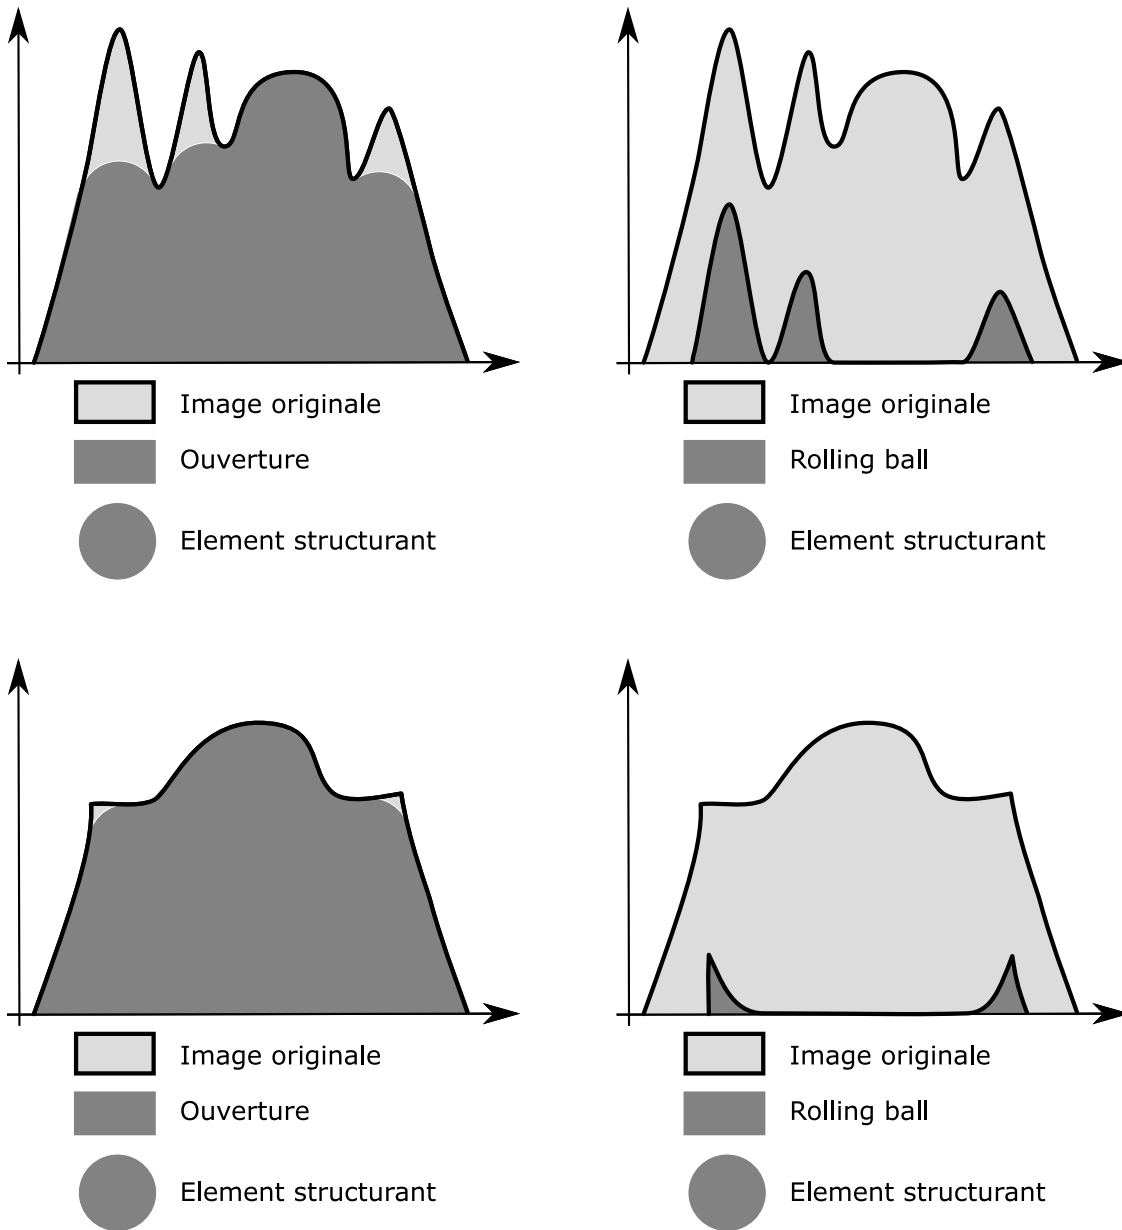 Image originale
Ouverture
Element structurant
Image originale
Rolling ball
Element structurant
Image originale
Ouverture
Element structurant
Image originale
Rolling ball
Element structurant